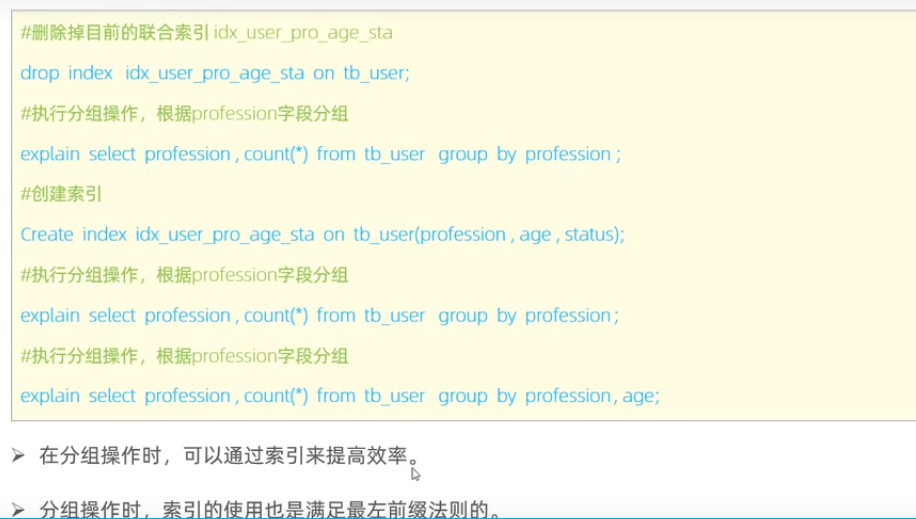 #删除掉目前的联合索引 idx_user_pro_age_sta
drop index idx_user_pro_age_sta on tb_user;
#执行分组操作，根据profession字段分组
explain select profession , count(*) from tb_user group by profession ;
#创建索引
Create index idx_user_pro_age_sta on tb_user(profession , age , status);
#执行分组操作，根据profession字段分组
explain select profession , count(*) from tb_user group by profession ;
#执行分组操作，根据profession字段分组
explain select profession , count(*) from tb_user group by profession , age;
➢ 在分组操作时，可以通过索引来提高效率。
➢ 分组操作时，索引的使用也是满足最左前缀法则的。